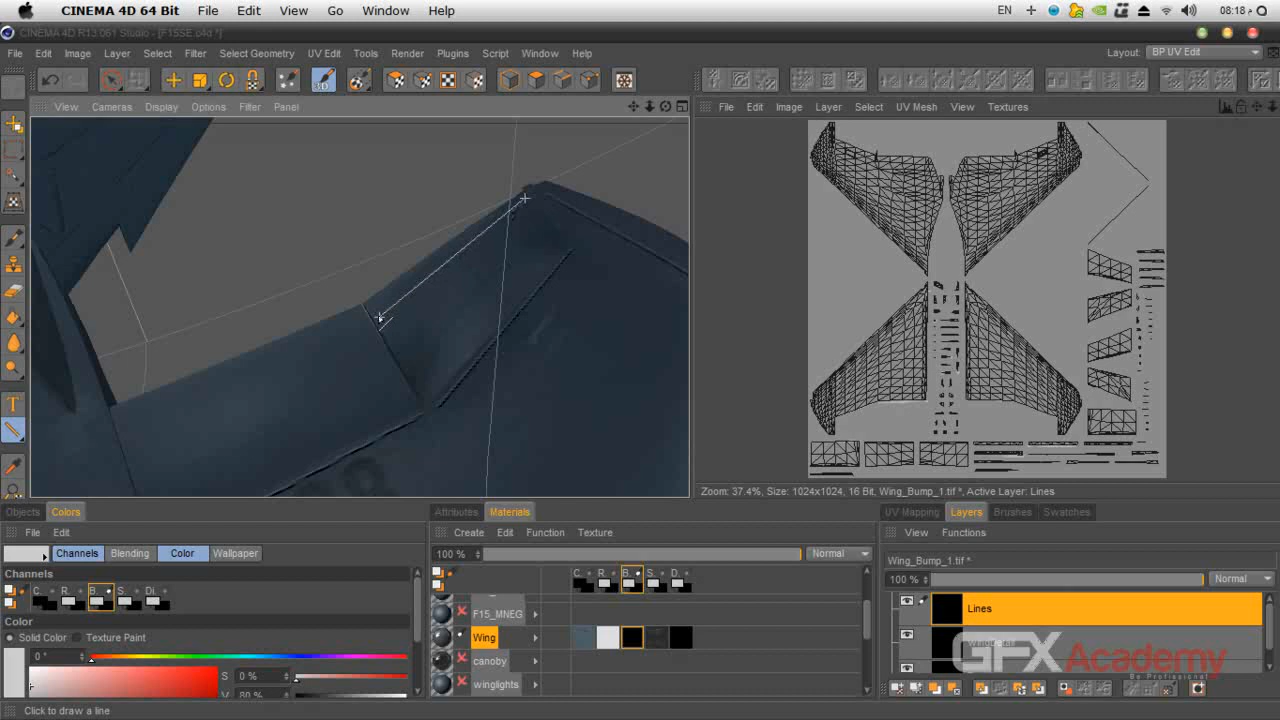 CINEMA 4D 64 Bit File Edit View Go Window Help EN 08:18 م
CINEMA 4D R13.061 Studio - [F15SE.c4d *]
File Edit Image Layer Select Filter Select Geometry UV Edit Tools Render Plugins Script Window Help Layout: BP UV Edit
3D
View Cameras Display Options Filter Panel
File Edit Image Layer Select UV Mesh View Textures
T
Zoom: 37.4%, Size: 1024x1024, 16 Bit, Wing_Bump_1.tif *, Active Layer: Lines
Objects Colors
Attributes Materials
UV Mapping Layers Brushes Swatches
File Edit
Create Edit Function Texture
View Functions
Channels Blending Color Wallpaper
100 % Normal
Wing_Bump_1.tif *
100 % Normal
Channels
C. R. B. S. Di.
C. R. B. S. D.
F15_MNEG
Wing
canoby
winglights
Lines
Color
Solid Color Texture Paint
0 °
S 0 %
V 80 %
GFX Academy
Be Professional
Click to draw a line